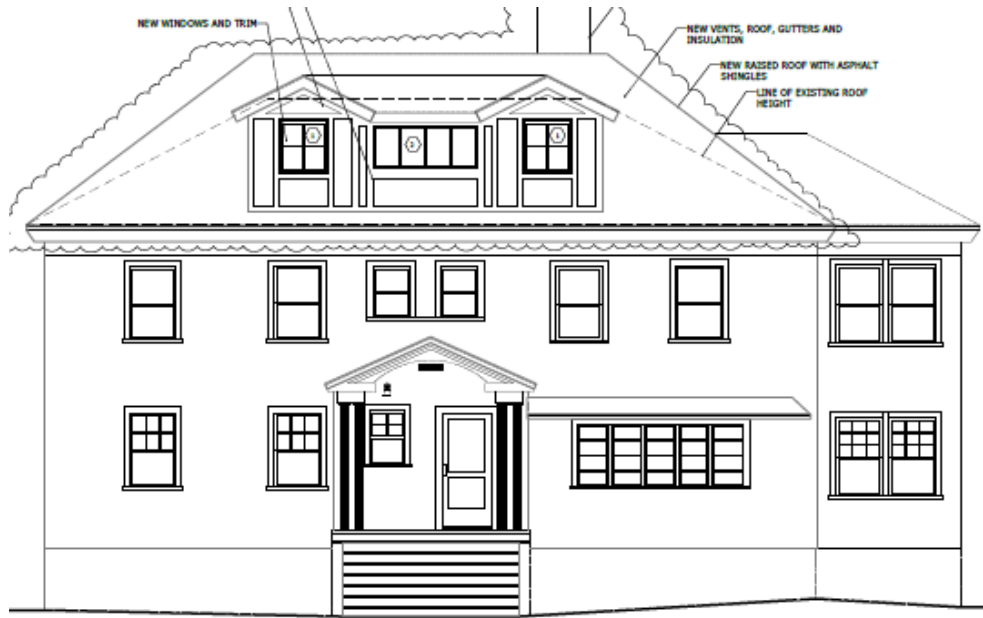 NEW WINDOWS AND TRIM
NEW VENTS, ROOF, GUTTERS AND
INSULATION
NEW RAISED ROOF WITH ASPHALT
SHINGLES
LINE OF EXISTING ROOF
HEIGHT